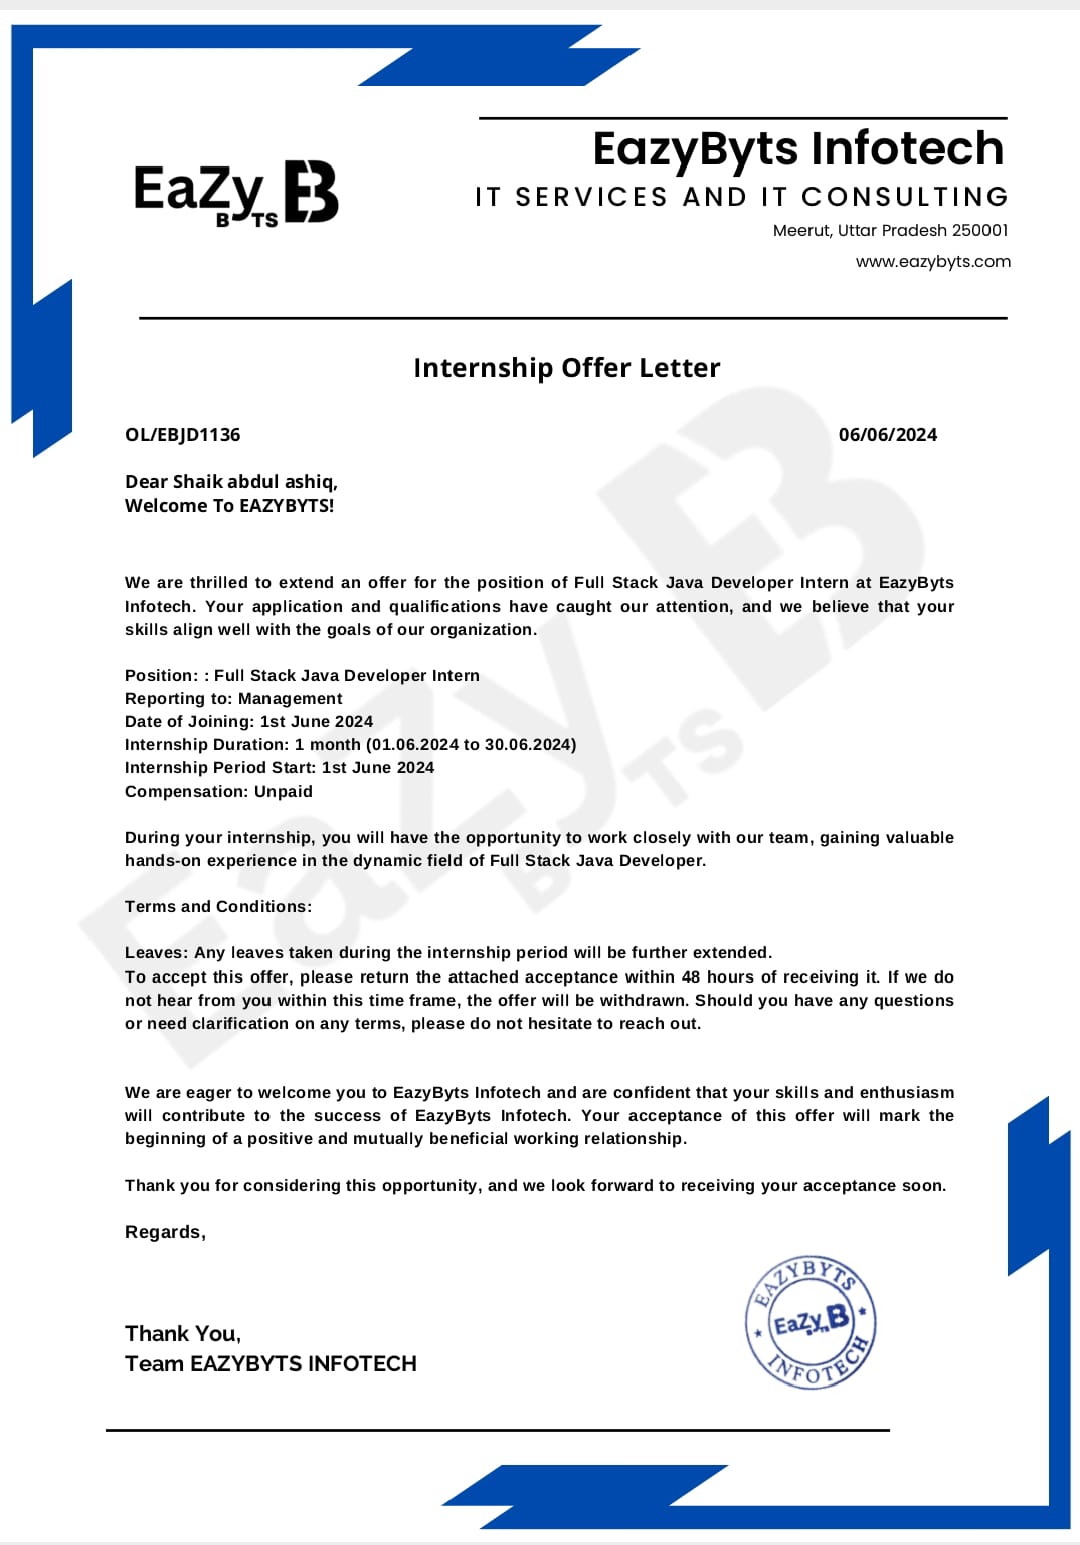 EaZy B
BYTS
EazyByts Infotech
IT SERVICES AND IT CONSULTING
Meerut, Uttar Pradesh 250001
www.eazybyts.com
Internship Offer Letter
OL/EBJD1136 06/06/2024
Dear Shaik abdul ashiq,
Welcome To EAZYBYTS!
We are thrilled to extend an offer for the position of Full Stack Java Developer Intern at EazyByts
Infotech. Your application and qualifications have caught our attention, and we believe that your
skills align well with the goals of our organization.
Position: : Full Stack Java Developer Intern
Reporting to: Management
Date of Joining: 1st June 2024
Internship Duration: 1 month (01.06.2024 to 30.06.2024)
Internship Period Start: 1st June 2024
Compensation: Unpaid
During your internship, you will have the opportunity to work closely with our team, gaining valuable
hands-on experience in the dynamic field of Full Stack Java Developer.
Terms and Conditions:
Leaves: Any leaves taken during the internship period will be further extended.
To accept this offer, please return the attached acceptance within 48 hours of receiving it. If we do
not hear from you within this time frame, the offer will be withdrawn. Should you have any questions
or need clarification on any terms, please do not hesitate to reach out.
We are eager to welcome you to EazyByts Infotech and are confident that your skills and enthusiasm
will contribute to the success of EazyByts Infotech. Your acceptance of this offer will mark the
beginning of a positive and mutually beneficial working relationship.
Thank you for considering this opportunity, and we look forward to receiving your acceptance soon.
Regards,
Thank You,
Team EAZYBYTS INFOTECH
EAZYBYTS
EaZy B
BYTS
INFOTECH